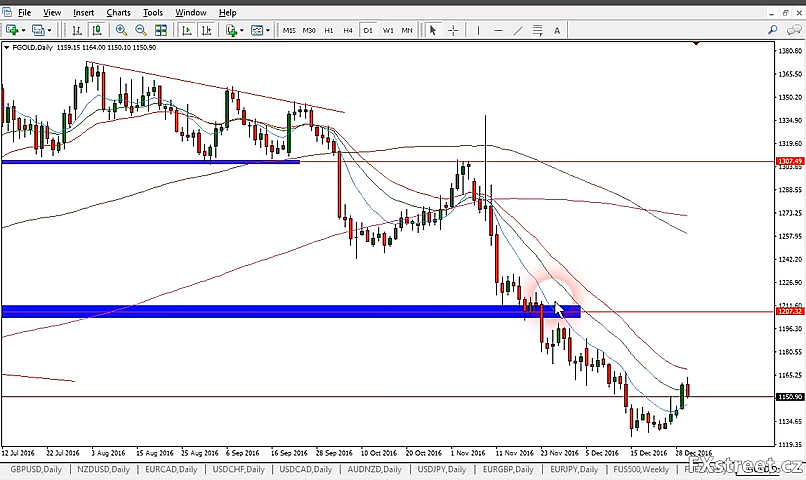 File View Insert Charts Tools Window Help
M15 M30 H1 H4 D1 W1 MN
A
FGOLD,Daily 1159.15 1164.00 1150.10 1150.90
1380.80
1365.50
1350.20
1334.90
1319.60
1307.49
1303.85
1288.55
1273.25
1257.95
1242.20
1226.90
1211.60
1207.32
1196.30
1180.55
1165.25
1150.90
1134.65
1119.35
12 Jul 2016 22 Jul 2016 3 Aug 2016 15 Aug 2016 25 Aug 2016 6 Sep 2016 16 Sep 2016 28 Sep 2016 10 Oct 2016 20 Oct 2016 1 Nov 2016 11 Nov 2016 23 Nov 2016 5 Dec 2016 15 Dec 2016 28 Dec 2016
GBPUSD,Daily NZDUSD,Daily EURCAD,Daily USDCHF,Daily USDCAD,Daily AUDNZD,Daily USDJPY,Daily EURGBP,Daily EURJPY,Daily FUS500,Weekly
FXstreet.cz